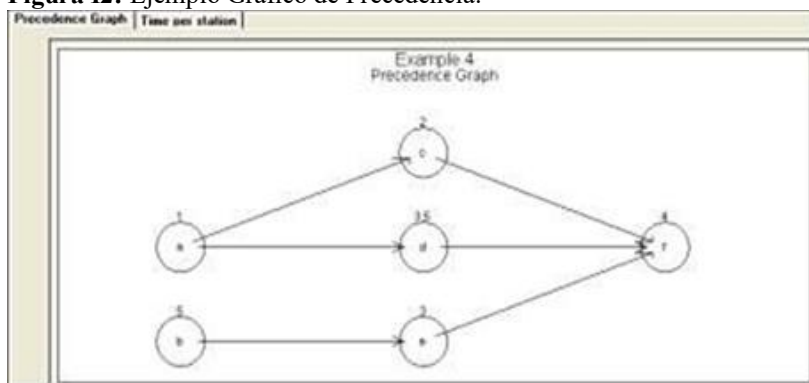 Figura 12: Ejemplo Gráfico de Precedencia.
Precedence Graph Time per station
Example 4
Precedence Graph
2
c
1 3.5 4
a d f
5 3
b e